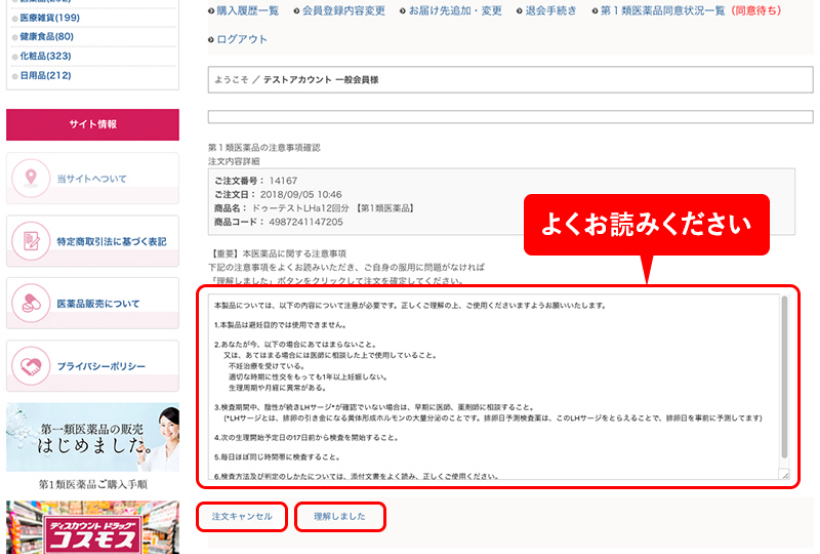 医療雑貨(199)
健康食品(80)
化粧品(323)
日用品(212)
サイト情報
当サイトへついて
特定商取引法に基づく表記
医薬品販売について
プライバシーポリシー
第一類医薬品の販売
はじめました。
第1類医薬品ご購入手順
ディスカウント ドラッグ
コスモス
購入履歴一覧 会員登録内容変更 お届け先追加・変更 退会手続き 第1類医薬品同意状況一覧 (同意待ち)
ログアウト
ようこそ / テストアカウント 一般会員様
第1類医薬品の注意事項確認
注文内容詳細
ご注文番号: 14167
ご注文日: 2018/09/05 10:46
商品名: ドゥーテストLHa12回分 【第1類医薬品】
商品コード: 4987241147205
よくお読みください
【重要】本医薬品に関する注意事項
下記の注意事項をよくお読みいただき、ご自身の服用に問題がなければ
「理解しました」ボタンをクリックして注文を確定してください。
本製品については、以下の内容について注意が必要です。正しくご理解の上、ご使用くださいますようお願いいたします。
1.本製品は避妊目的では使用できません。
2.あなたが今、以下の場合にあてはまらないこと。
又は、あてはまる場合には医師に相談した上で使用していること。
不妊治療を受けている。
適切な時期に性交をもっても1年以上妊娠しない。
生理周期や月経に異常がある。
3.検査期間中、陰性が続きLHサージ*が確認でいない場合は、早期に医師、薬剤師に相談すること。
(*LHサージとは、排卵の引き金になる黄体形成ホルモンの大量分泌のことです。排卵日予測検査薬は、このLHサージをとらえることで、排卵日を事前に予測してます)
4.次の生理開始予定日の17日前から検査を開始すること。
5.毎日ほぼ同じ時間帯に検査すること。
6.検査方法及び判定のしかたについては、添付文書をよく読み、正しくご使用ください。
注文キャンセル 理解しました